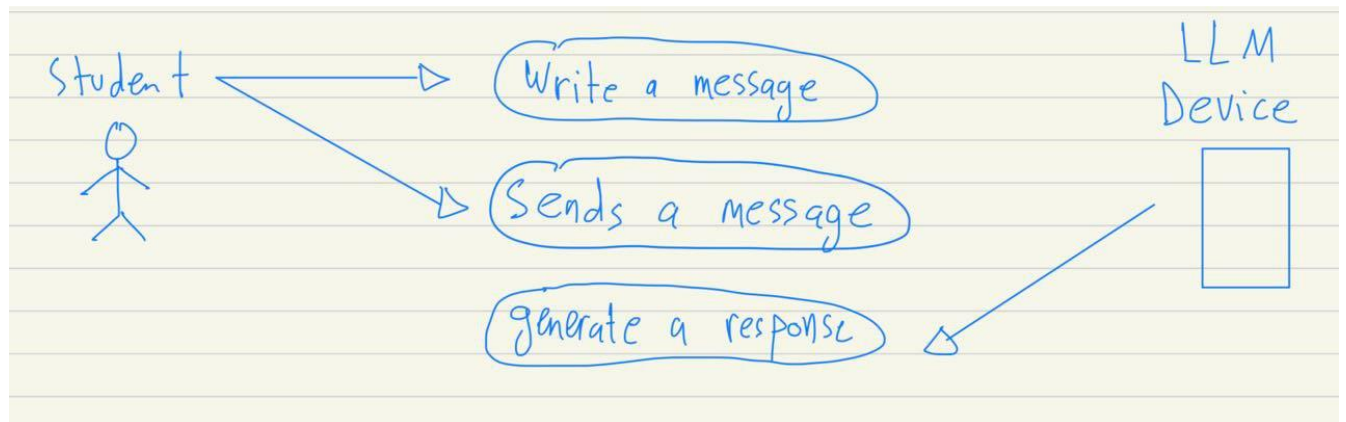 Student
Write a message
Sends a message
generate a response
LLM
Device